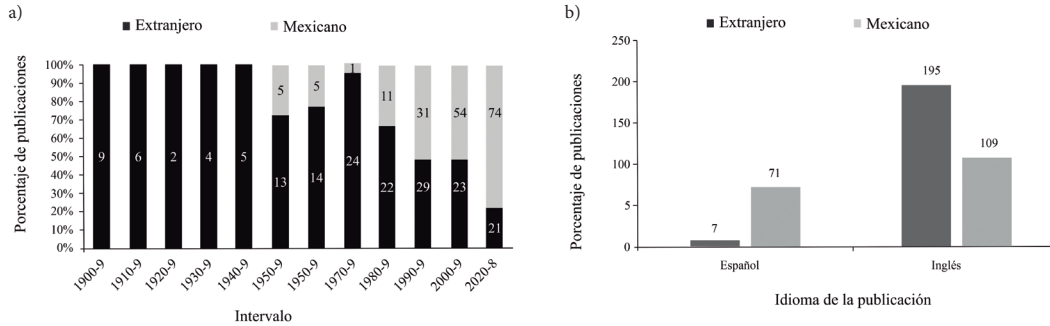 a)
Extranjero Mexicano
Porcentaje de publicaciones
100%
90%
80%
70%
60%
50%
40%
30%
20%
10%
0%
5 5 1 11 31 54 74
9 6 2 4 5 13 14 24 22 29 23 21
1900-9 1910-9 1920-9 1930-9 1940-9 1950-9 1950-9 1970-9 1980-9 1990-9 2000-9 2020-8
Intervalo
b)
Extranjero Mexicano
Porcentaje de publicaciones
250
200
150
100
5
0
7 71 195 109
Español Inglés
Idioma de la publicación